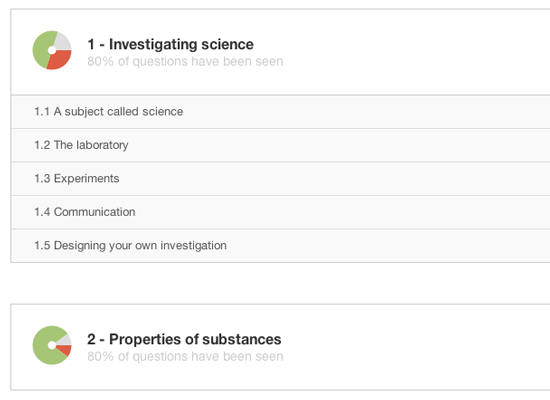 1 - Investigating science
80% of questions have been seen
1.1 A subject called science
1.2 The laboratory
1.3 Experiments
1.4 Communication
1.5 Designing your own investigation
2 - Properties of substances
80% of questions have been seen